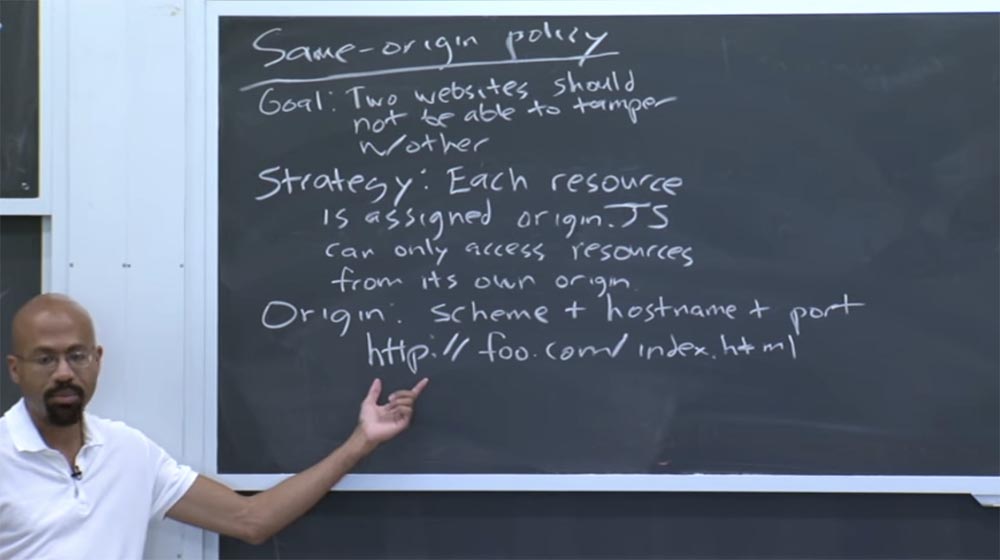 Same-origin policy
Goal: Two websites should
not be able to tamper
w/other
Strategy: Each resource
is assigned origin. JS
can only access resources
from its own origin.
Origin: scheme + hostname + port
http:// foo.com/index.html